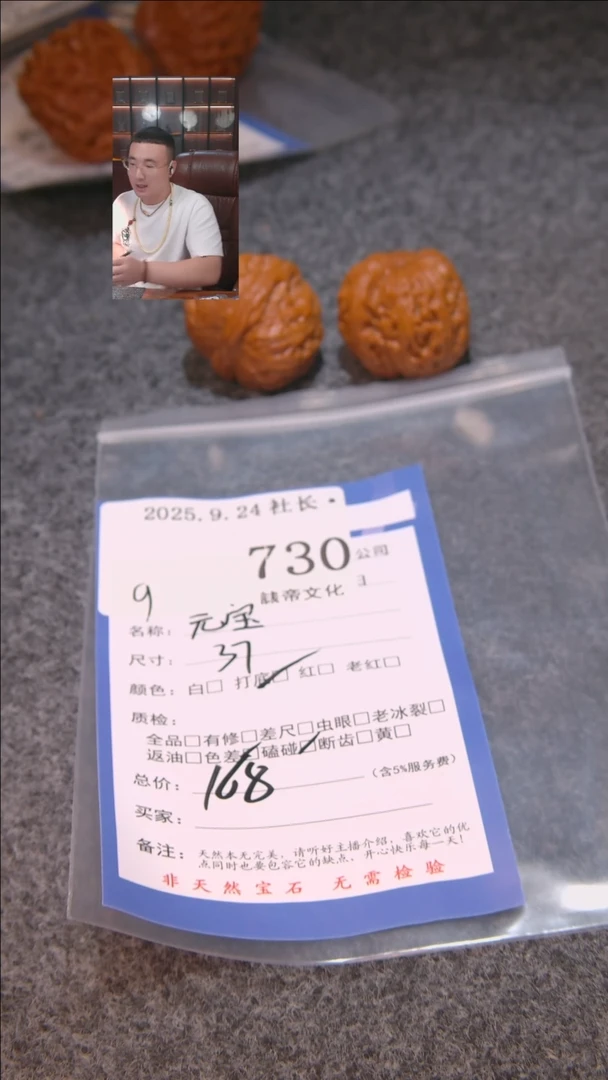 2025.9.24 社长·
730公司
9
諕帝文化
名称：元宝
尺寸：37
颜色：白□ 打底□ 红□ 老红□
质检：
全品□有修□差尺□虫眼□老冰裂□
返油□色差□磕碰□断齿□黄□
总价：168（含5%服务费）
买家：
备注：天然本无完美、请听好主播介绍，喜欢它的优
点同时也要包容它的缺点、开心快乐每一天！
非天然宝石 无需检验